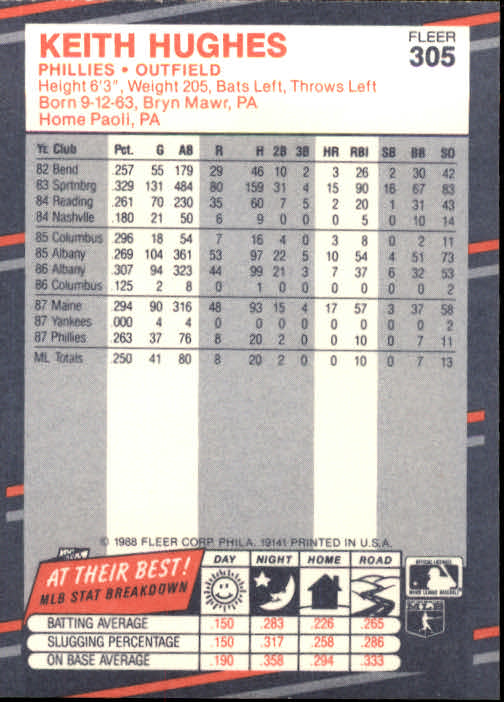 KEITH HUGHES
FLEER
305
PHILLIES • OUTFIELD
Height 6'3", Weight 205, Bats Left, Throws Left
Born 9-12-63, Bryn Mawr, PA
Home Paoli, PA
Yr. Club Pct. G AB R H 2B 3B HR RBI SB BB SO
82 Bend .257 55 179 29 46 10 2 3 26 2 30 42
83 Sprtnbrg .329 131 484 80 159 31 4 15 90 16 67 83
84 Reading .261 70 230 35 60 7 5 2 20 1 31 43
84 Nashvlle .180 21 50 6 9 0 0 0 5 0 10 14
85 Columbus .296 18 54 7 16 4 0 3 8 0 2 11
85 Albany .269 104 361 53 97 22 5 10 54 4 51 73
86 Albany .307 94 323 44 99 21 3 7 37 6 32 53
86 Columbus .125 2 8 0 1 0 0 0 0 0 0 2
87 Maine .294 90 316 48 93 15 4 17 57 3 37 58
87 Yankees .000 4 4 0 0 0 0 0 0 0 0 2
87 Phillies .263 37 76 8 20 2 0 0 10 0 7 11
ML Totals .250 41 80 8 20 2 0 0 10 0 7 13
© 1988 FLEER CORP. PHILA. 19141 PRINTED IN U.S.A.
AT THEIR BEST!
MLB STAT BREAKDOWN
DAY NIGHT HOME ROAD
BATTING AVERAGE .150 .283 .226 .265
SLUGGING PERCENTAGE .150 .317 .258 .286
ON BASE AVERAGE .190 .358 .294 .333
OFFICIAL LICENSEE
MAJOR LEAGUE BASEBALL